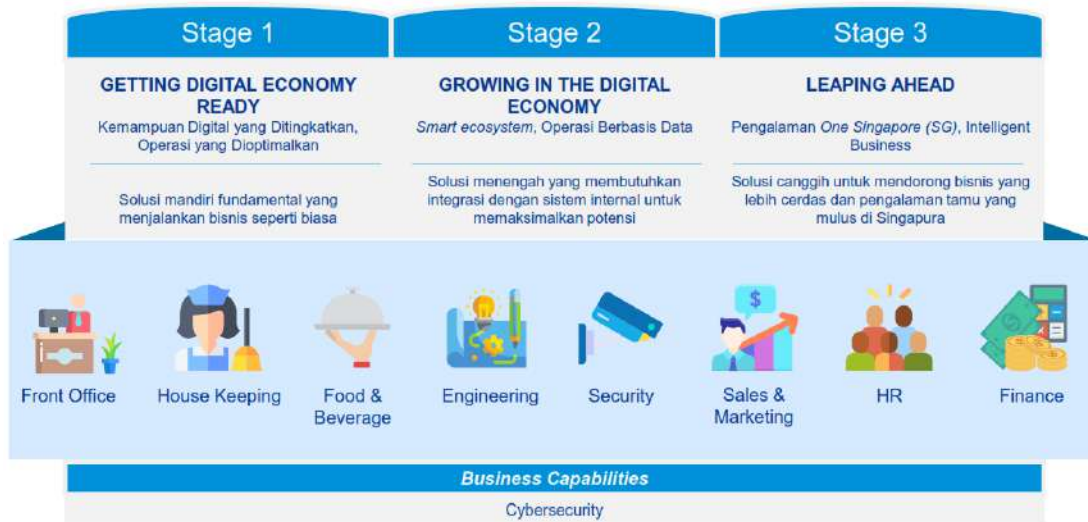 Stage 1
Stage 2
Stage 3
GETTING DIGITAL ECONOMY
READY
Kemampuan Digital yang Ditingkatkan,
Operasi yang Dioptimalkan
Solusi mandiri fundamental yang
menjalankan bisnis seperti biasa
GROWING IN THE DIGITAL
ECONOMY
Smart ecosystem, Operasi Berbasis Data
Solusi menengah yang membutuhkan
integrasi dengan sistem internal untuk
memaksimalkan potensi
LEAPING AHEAD
Pengalaman One Singapore (SG), Intelligent
Business
Solusi canggih untuk mendorong bisnis yang
lebih cerdas dan pengalaman tamu yang
mulus di Singapura
$
Front Office
House Keeping
Food &
Beverage
Engineering
Security
Sales &
Marketing
HR
Finance
Business Capabilities
Cybersecurity